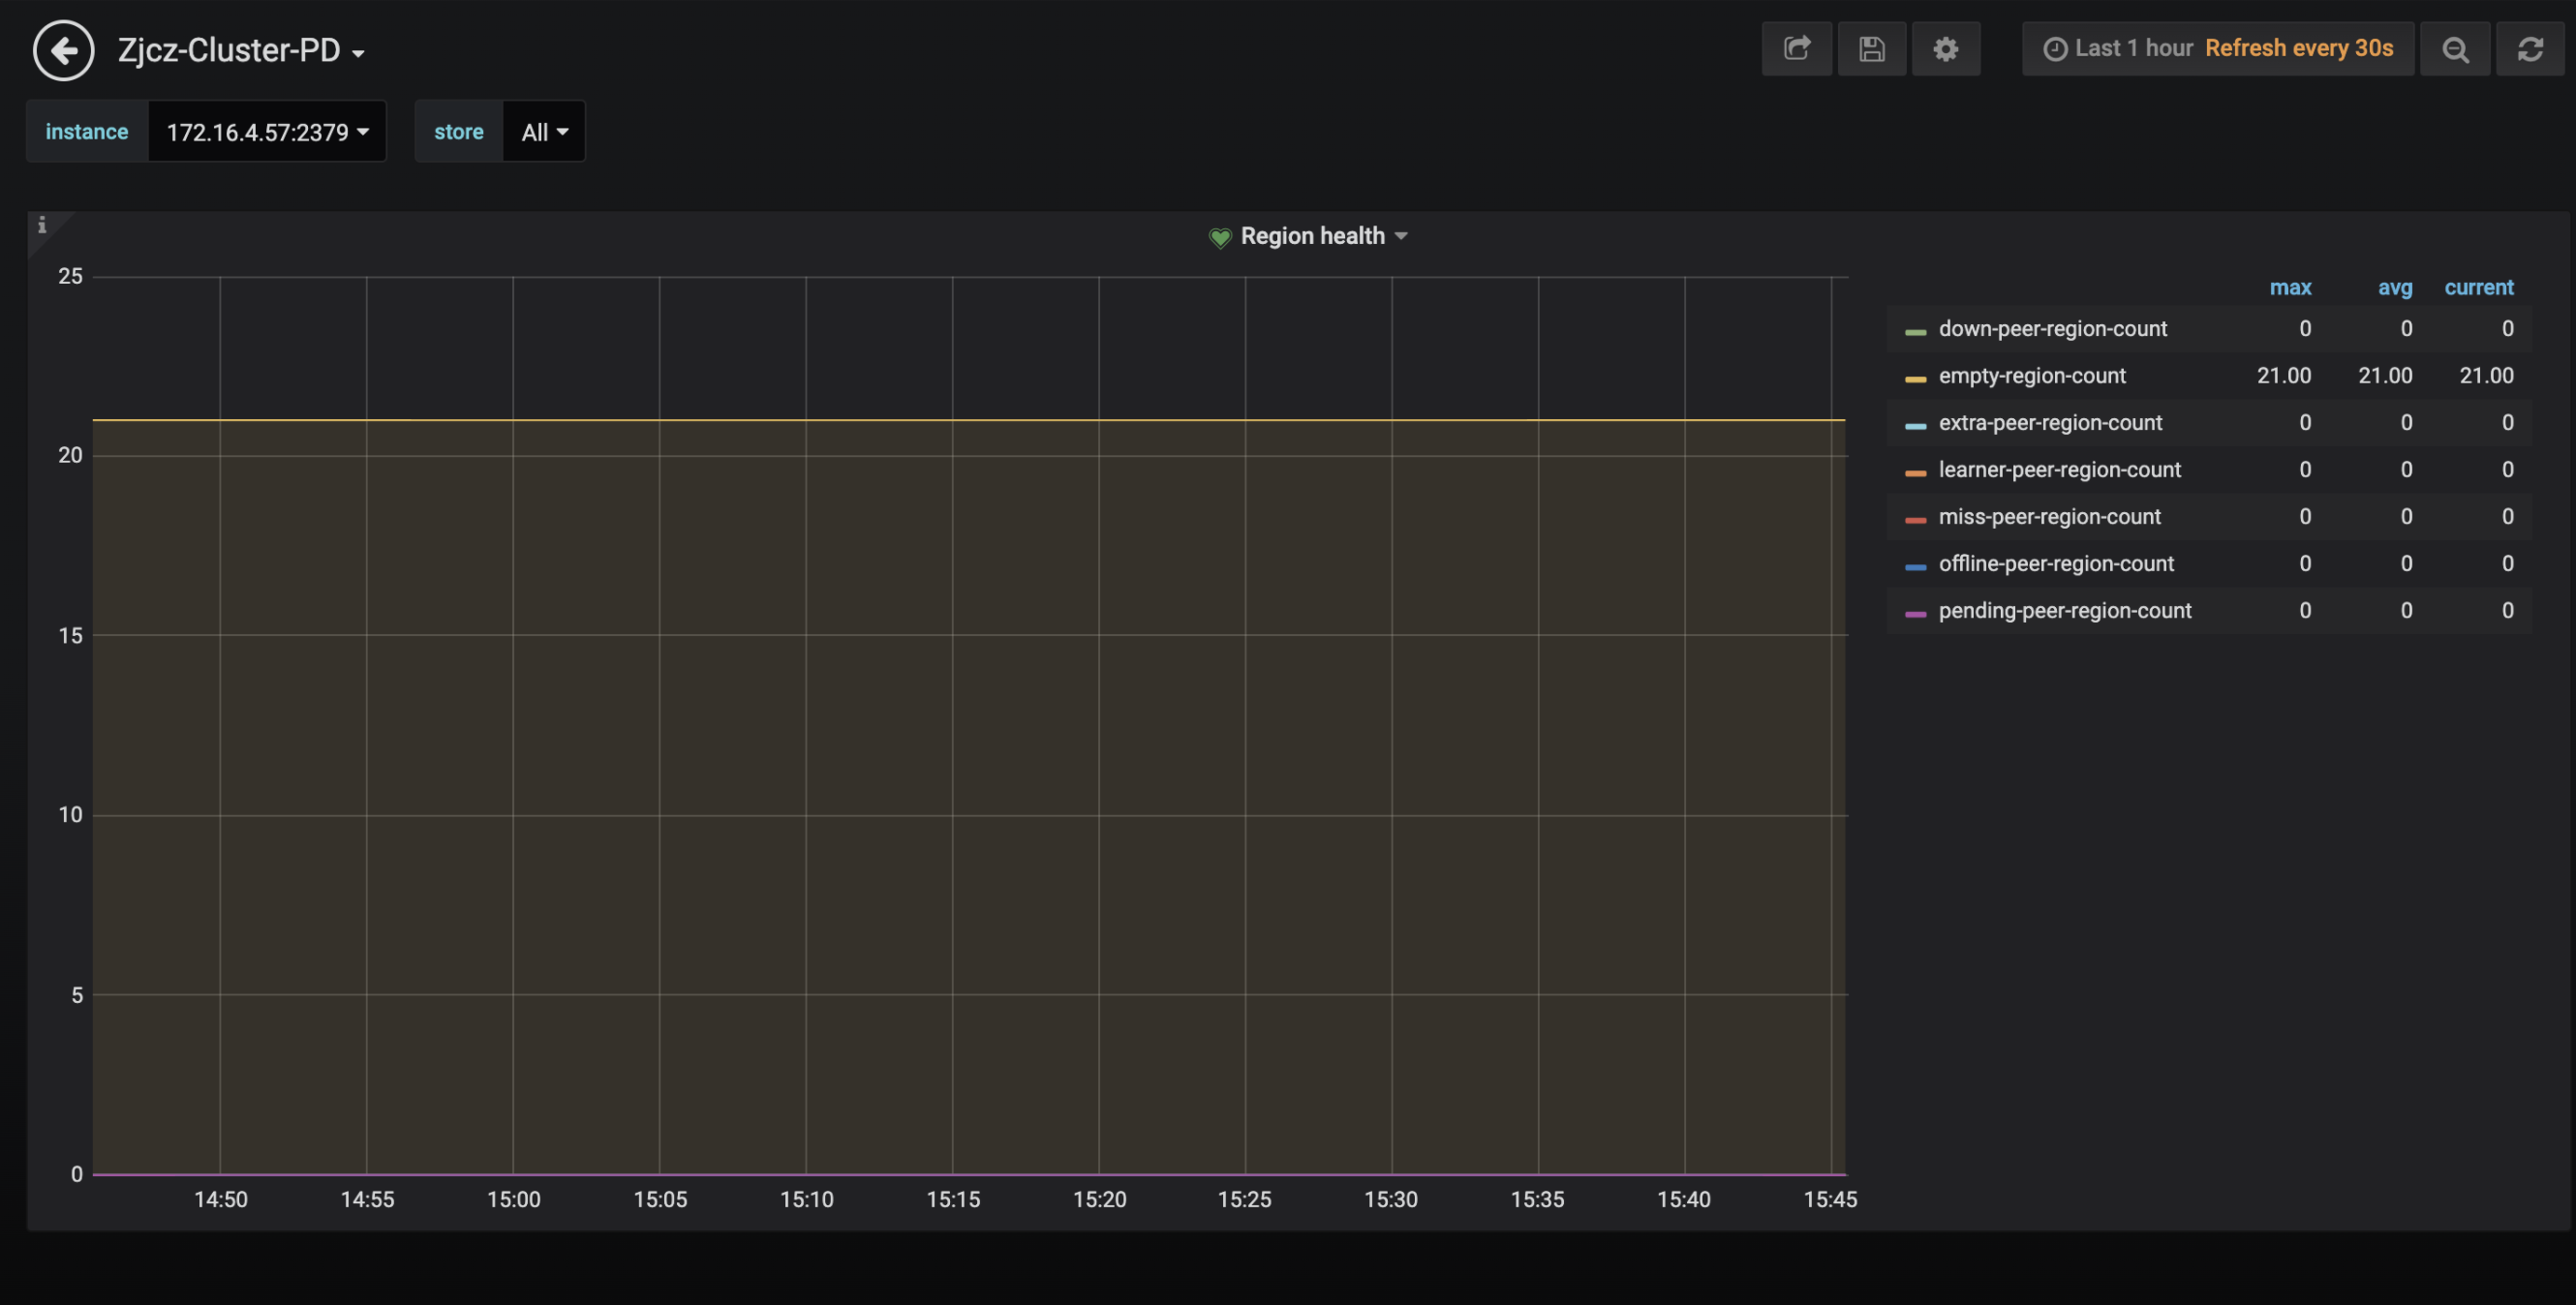 Zjcz-Cluster-PD
Last 1 hour Refresh every 30s
instance 172.16.4.57:2379 store All
i
Region health
25
20
15
10
5
0
14:50 14:55 15:00 15:05 15:10 15:15 15:20 15:25 15:30 15:35 15:40 15:45
max avg current
down-peer-region-count 0 0 0
empty-region-count 21.00 21.00 21.00
extra-peer-region-count 0 0 0
learner-peer-region-count 0 0 0
miss-peer-region-count 0 0 0
offline-peer-region-count 0 0 0
pending-peer-region-count 0 0 0